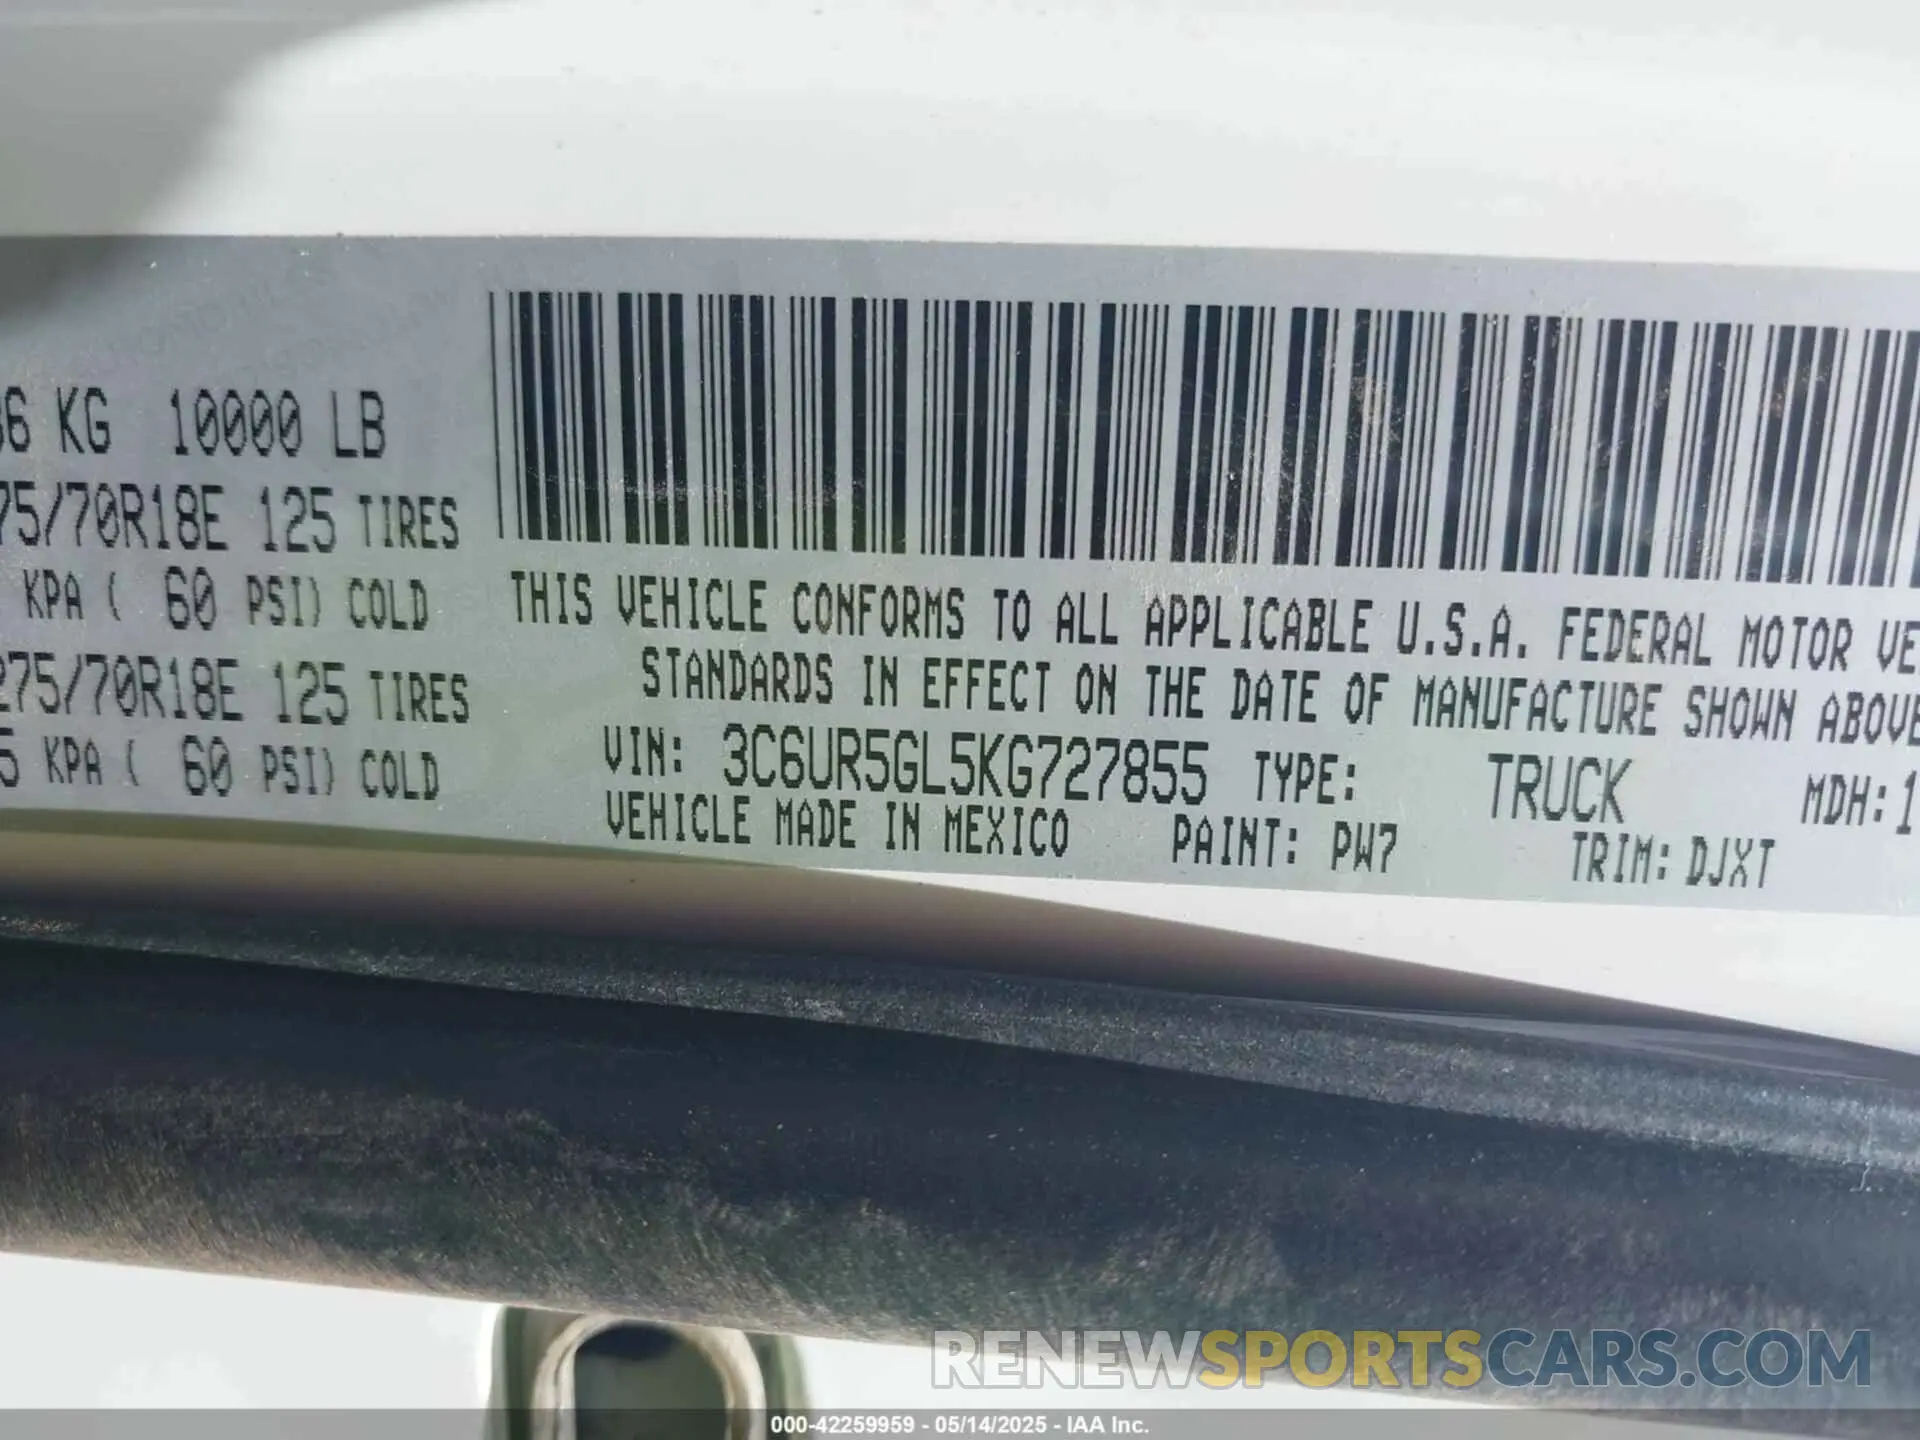 36 KG 10000 LB
75/70R18E 125 TIRES
KPA ( 60 PSI) COLD
275/70R18E 125 TIRES
5 KPA ( 60 PSI) COLD
THIS VEHICLE CONFORMS TO ALL APPLICABLE U.S.A. FEDERAL MOTOR VE
STANDARDS IN EFFECT ON THE DATE OF MANUFACTURE SHOWN ABOVE
VIN: 3C6UR5GL5KG727855 TYPE: TRUCK MDH: 1
VEHICLE MADE IN MEXICO PAINT: PW7 TRIM: DJXT
RENEWSPORTSCARS.COM
000-42259959 - 05/14/2025 - IAA Inc.